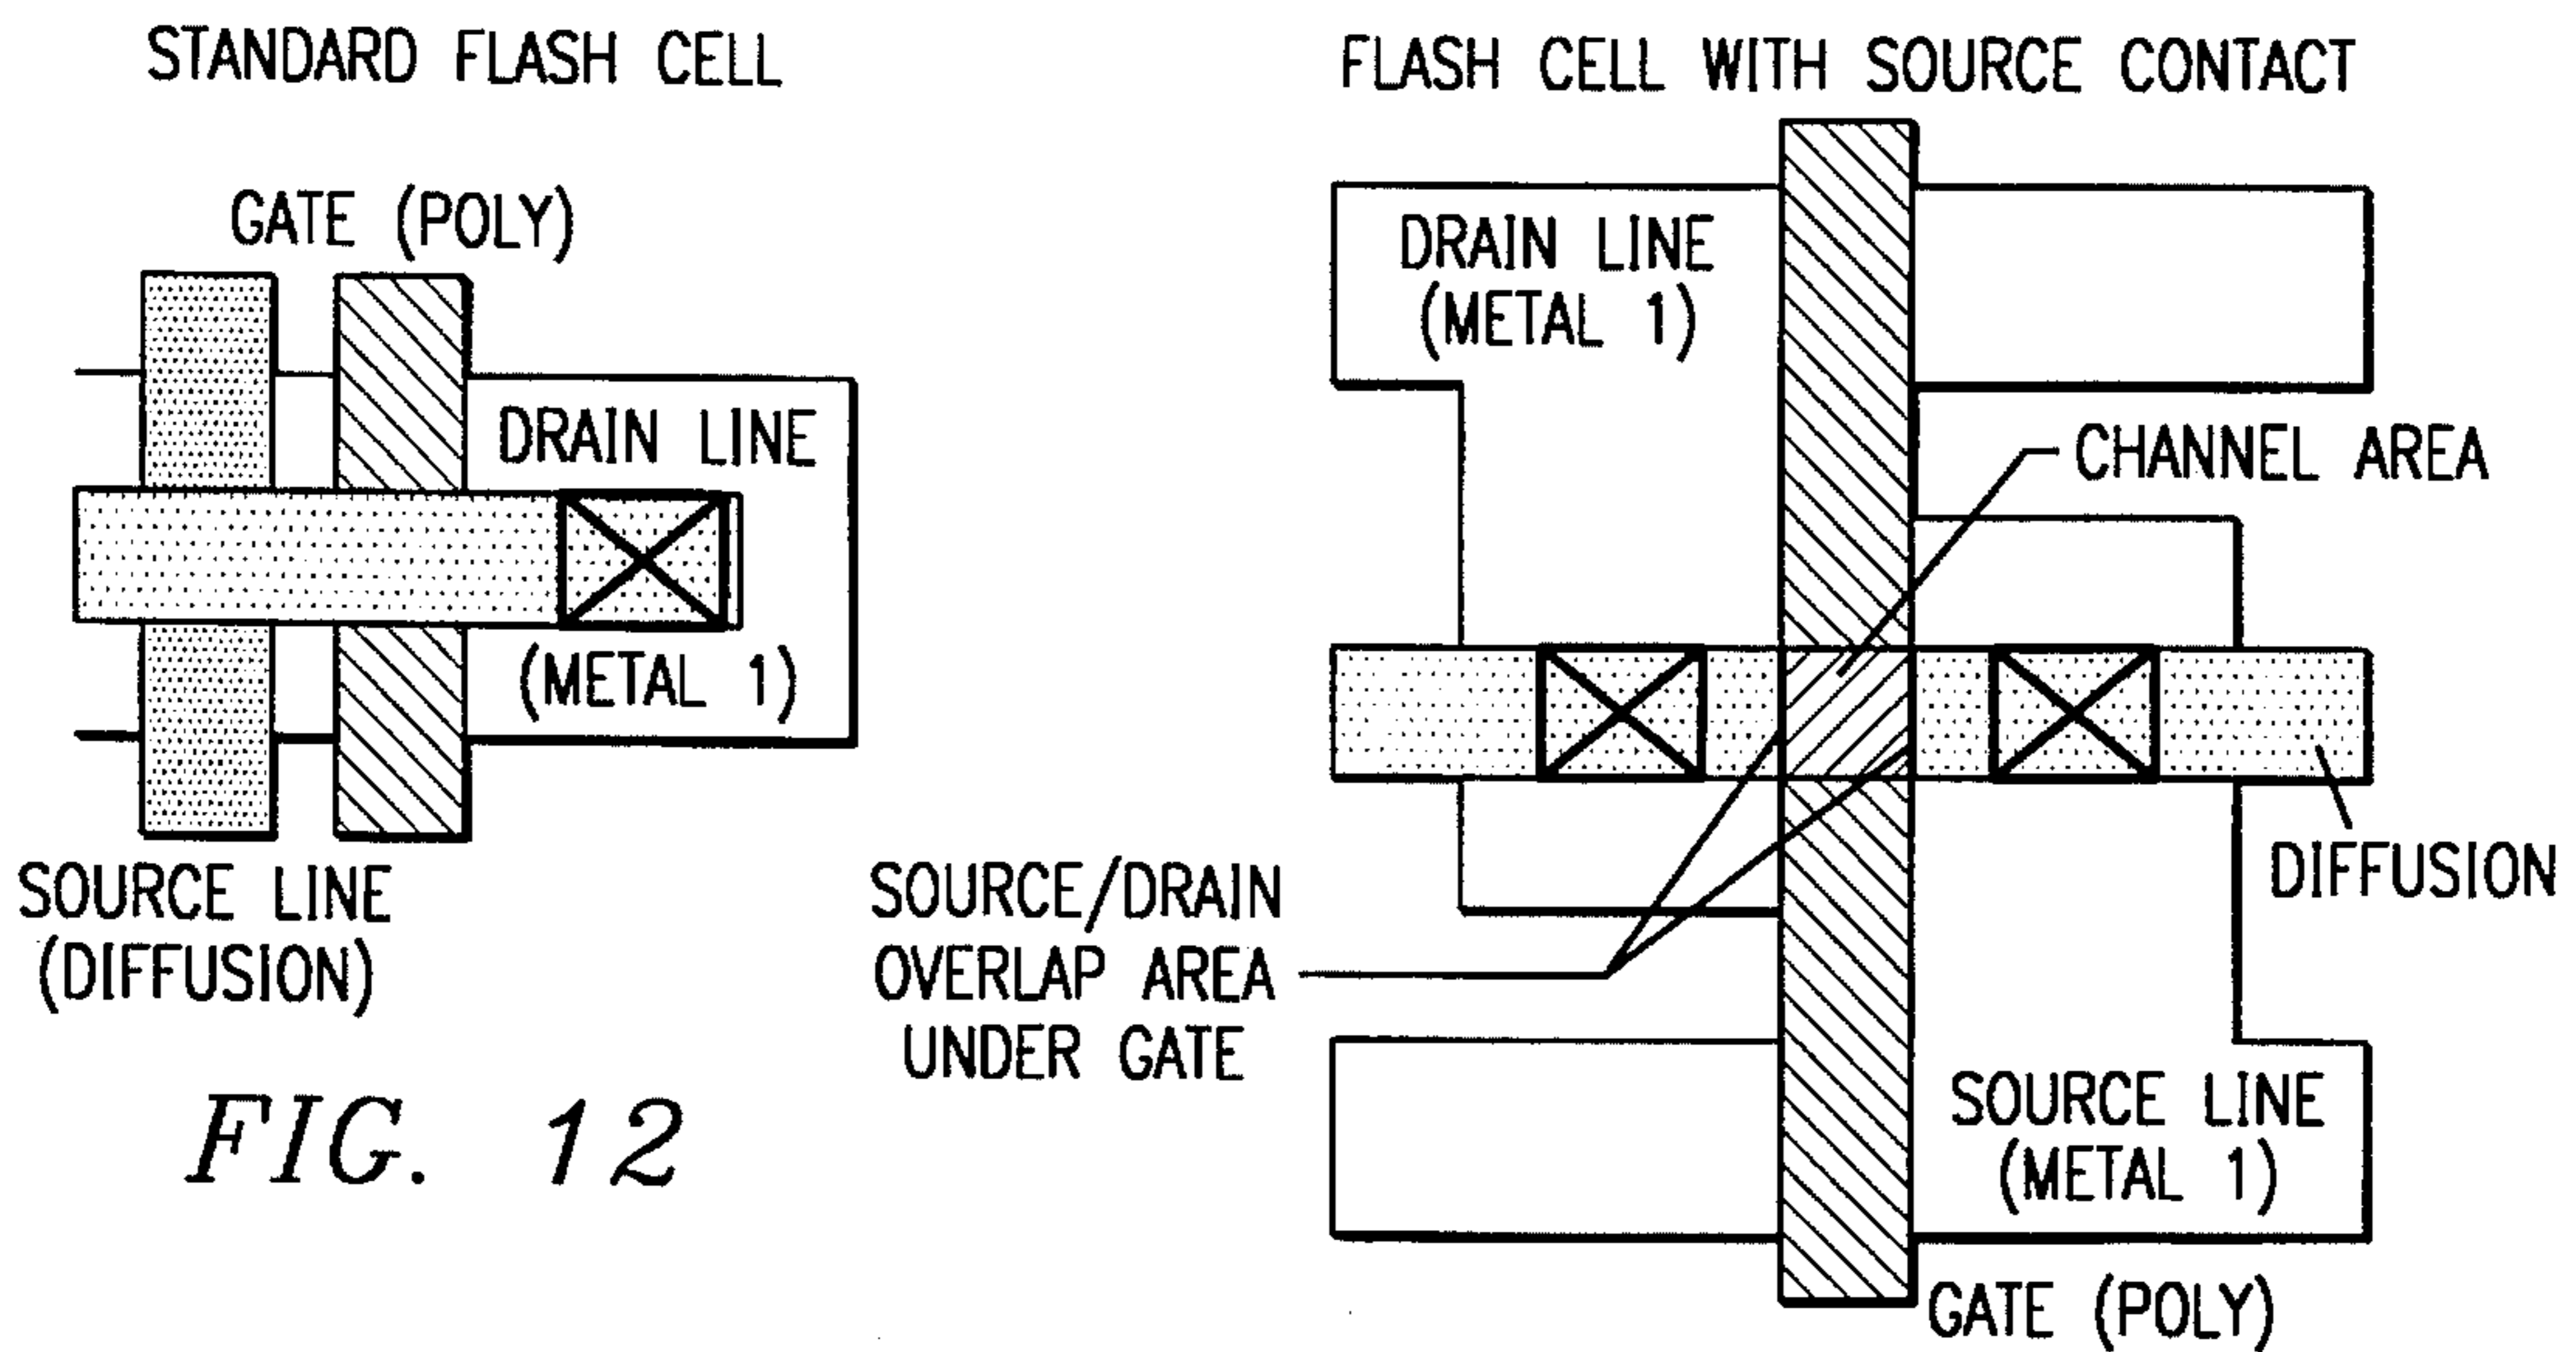 STANDARD FLASH CELL
GATE (POLY)
DRAIN LINE
(METAL 1)
SOURCE LINE
(DIFFUSION)
FIG. 12
FLASH CELL WITH SOURCE CONTACT
DRAIN LINE
(METAL 1)
CHANNEL AREA
DIFFUSION
SOURCE/DRAIN
OVERLAP AREA
UNDER GATE
SOURCE LINE
(METAL 1)
GATE (POLY)